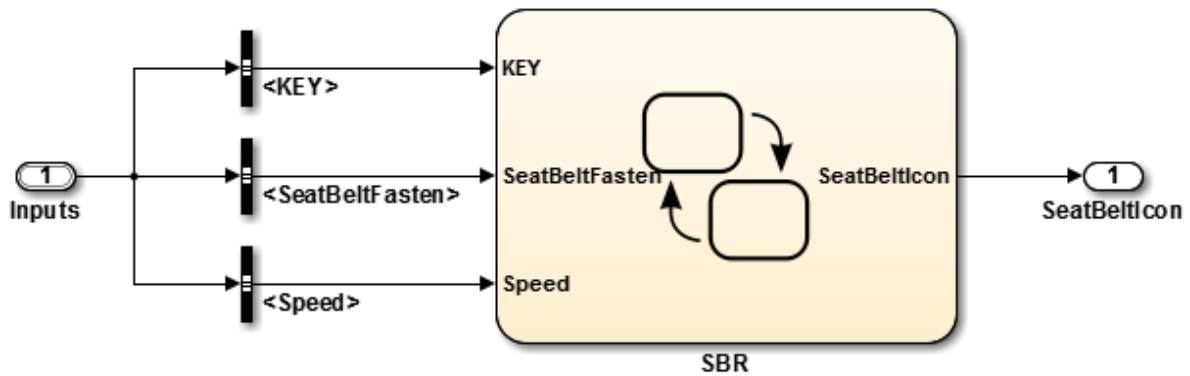 KEY
<KEY>
1
Inputs
SeatBeltFasten
<SeatBeltFasten>
SeatBeltIcon
1
SeatBeltIcon
Speed
<Speed>
SBR